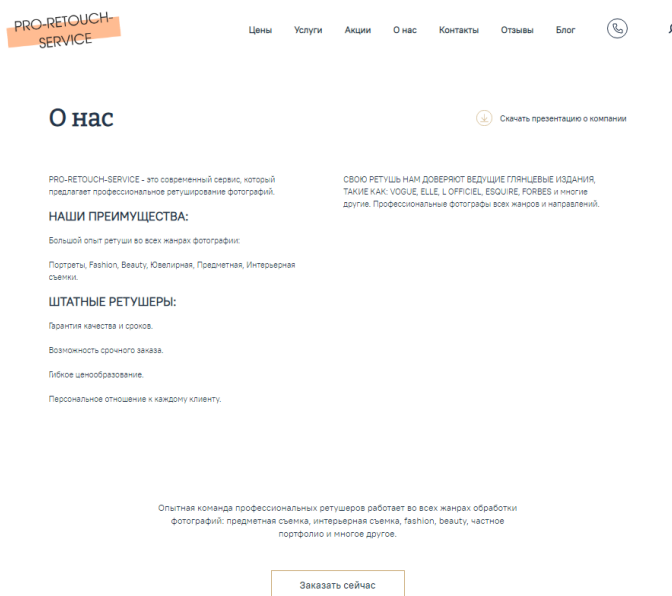 PRO-RETOUCH-
SERVICE
Цены Услуги Акции О нас Контакты Отзывы Блог
О нас
Скачать презентацию о компании
PRO-RETOUCH-SERVICE - это современный сервис, который
предлагает профессиональное ретуширование фотографий.
НАШИ ПРЕИМУЩЕСТВА:
Большой опыт ретуши во всех жанрах фотографии:
Портреты, Fashion, Beauty, Ювелирная, Предметная, Интерьерная
съемки.
ШТАТНЫЕ РЕТУШЕРЫ:
Гарантия качества и сроков.
Возможность срочного заказа.
Гибкое ценообразование.
Персональное отношение к каждому клиенту.
СВОЮ РЕТУШЬ НАМ ДОВЕРЯЮТ ВЕДУЩИЕ ГЛЯНЦЕВЫЕ ИЗДАНИЯ,
ТАКИЕ КАК: VOGUE, ELLE, L OFFICIEL, ESQUIRE, FORBES и многие
другие. Профессиональные фотографы всех жанров и направлений.
Опытная команда профессиональных ретушеров работает во всех жанрах обработки
фотографий: предметная съемка, интерьерная съемка, fashion, beauty, частное
портфолио и многое другое.
Заказать сейчас